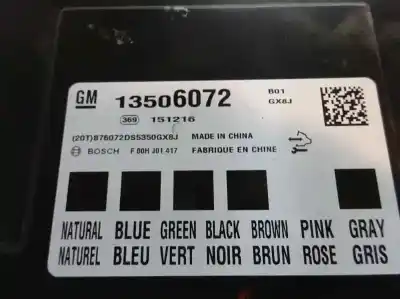 GM 13506072 B01
GX8J
369 151216
(20T)876072DS5350GX8J MADE IN CHINA
BOSCH F 00H J01 417 FABRIQUE EN CHINE
NATURAL BLUE GREEN BLACK BROWN PINK GRAY
NATUREL BLEU VERT NOIR BRUN ROSE GRIS